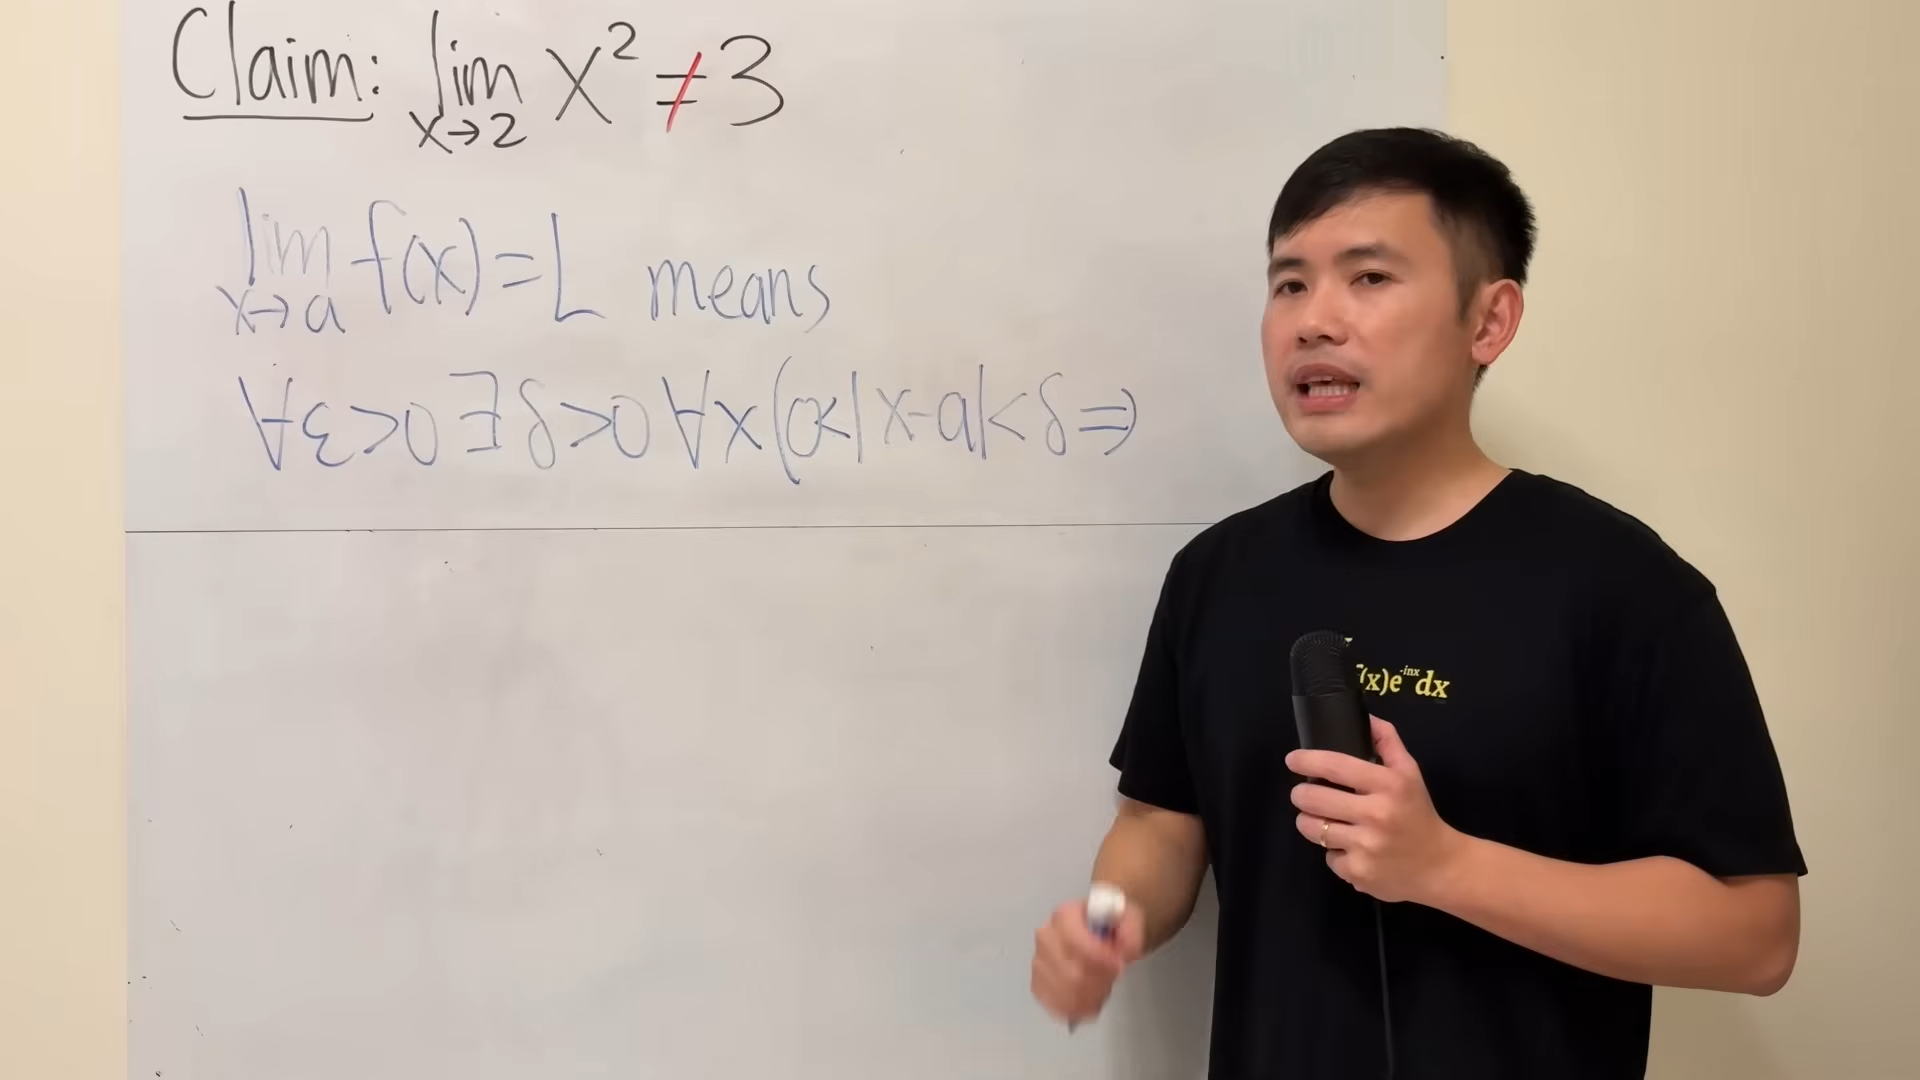 Claim: lim x→2 x² ≠ 3
lim x→a f(x) = L means
∀ε>0 ∃δ>0 ∀x(0<|x-a|<δ ⇒
(x)e^-inx dx